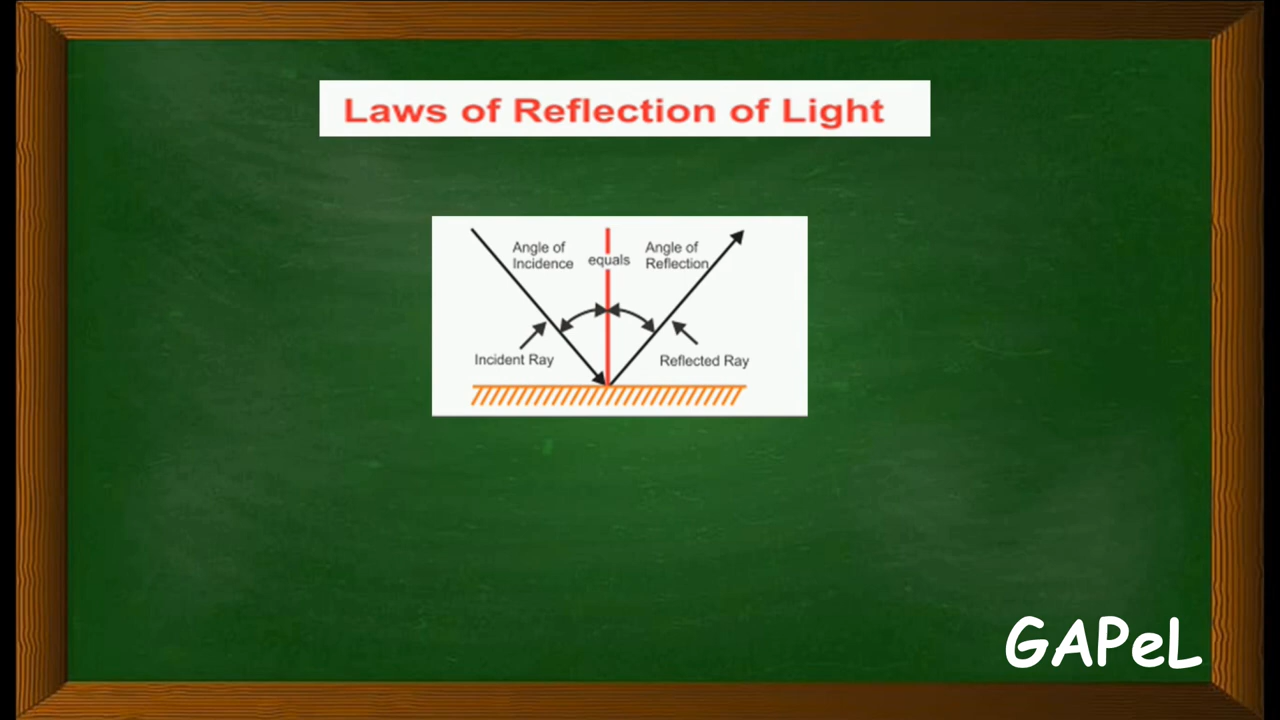 Laws of Reflection of Light
Angle of
Incidence
equals
Angle of
Reflection
Incident Ray
Reflected Ray
GAPeL